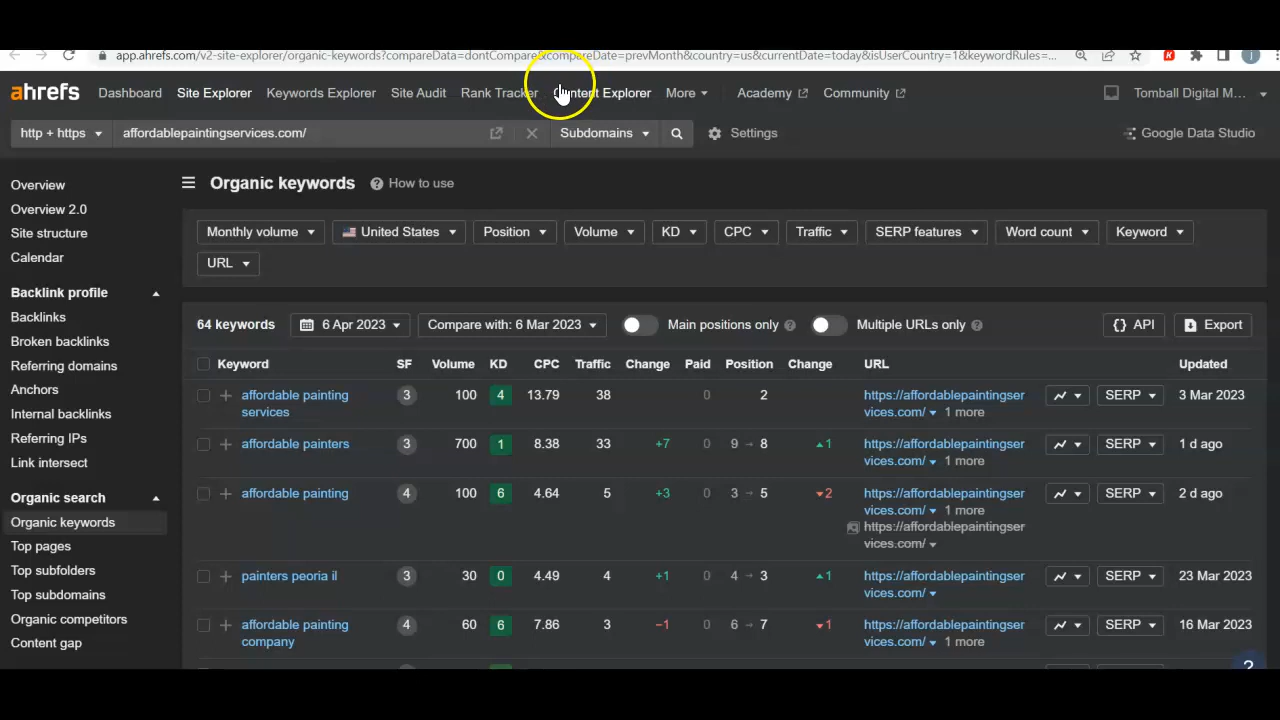 app.ahrefs.com/v2-site-explorer/organic-keywords?compareData=dontCompare&compareDate=prevMonth&country=us&currentDate=today&isUserCountry=1&keywordRules=...
ahrefs Dashboard Site Explorer Keywords Explorer Site Audit Rank Tracker Content Explorer More Academy Community Tomball Digital M...
http + https affordablepaintingservices.com/ Subdomains Settings Google Data Studio
Overview
Overview 2.0
Site structure
Calendar
Backlink profile
Backlinks
Broken backlinks
Referring domains
Anchors
Internal backlinks
Referring IPs
Link intersect
Organic search
Organic keywords
Top pages
Top subfolders
Top subdomains
Organic competitors
Content gap
Organic keywords ? How to use
Monthly volume United States Position Volume KD CPC Traffic SERP features Word count Keyword
URL
64 keywords 6 Apr 2023 Compare with: 6 Mar 2023 Main positions only ? Multiple URLs only ? {} API Export
Keyword SF Volume KD CPC Traffic Change Paid Position Change URL Updated
affordable painting 3 100 4 13.79 38 0 2 https://affordablepaintingser SERP 3 Mar 2023
services vices.com/ 1 more
affordable painters 3 700 1 8.38 33 +7 0 9 → 8 ▲1 https://affordablepaintingser SERP 1 d ago
vices.com/ 1 more
affordable painting 4 100 6 4.64 5 +3 0 3 → 5 ▼2 https://affordablepaintingser SERP 2 d ago
vices.com/ 1 more
https://affordablepaintingser
vices.com/
painters peoria il 3 30 0 4.49 4 +1 0 4 → 3 ▲1 https://affordablepaintingser SERP 23 Mar 2023
vices.com/
affordable painting 4 60 6 7.86 3 −1 0 6 → 7 ▼1 https://affordablepaintingser SERP 16 Mar 2023
company vices.com/ 1 more
?